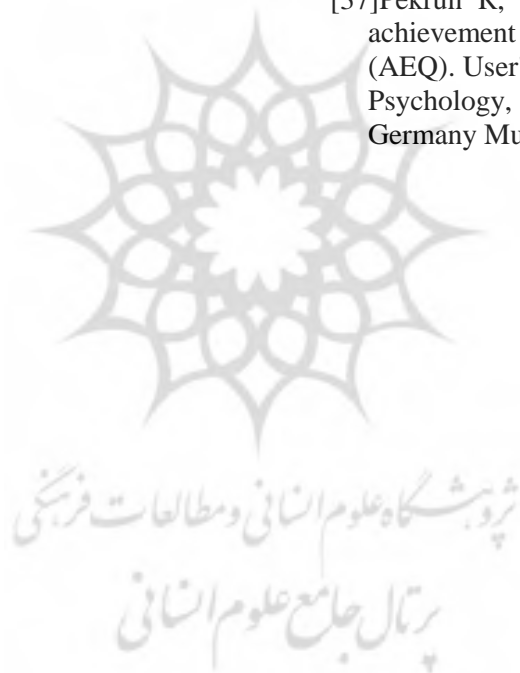 [37]Pekrun R,
achievement
(AEQ). User
Psychology,
Germany Mu
پژوهشگاه علوم انسانی و مطالعات فرهنگی
پرتال جامع علوم انسانی